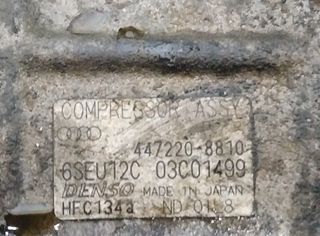 COMPRESSOR ASSY
447220-8810
6SEU12C 03C01499
DENSO MADE IN JAPAN
HFC134a ND-OIL 8